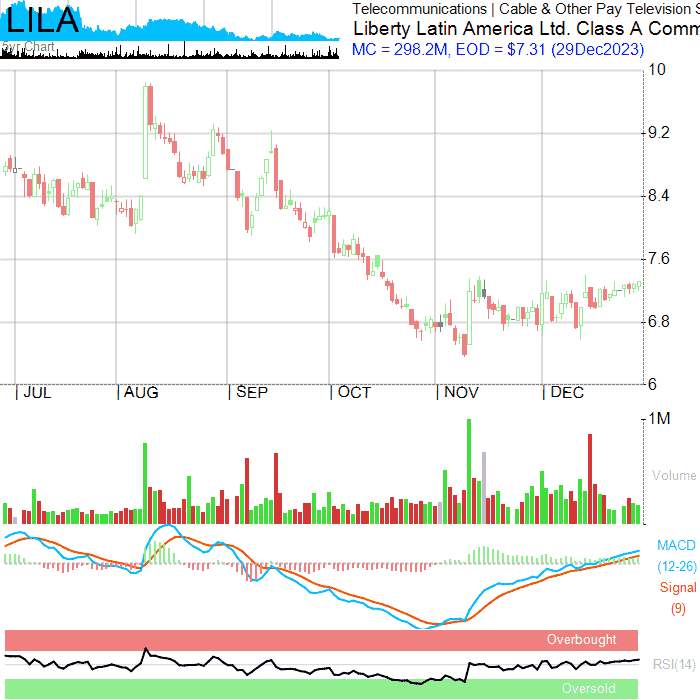 LILA
5yr Chart
Telecommunications | Cable & Other Pay Television S
Liberty Latin America Ltd. Class A Comm
MC = 298.2M, EOD = $7.31 (29Dec2023)
10
9.2
8.4
7.6
6.8
6
| JUL | AUG | SEP | OCT | NOV | DEC
1M
Volume
MACD
(12-26)
Signal
(9)
Overbought
RSI(14)
Oversold